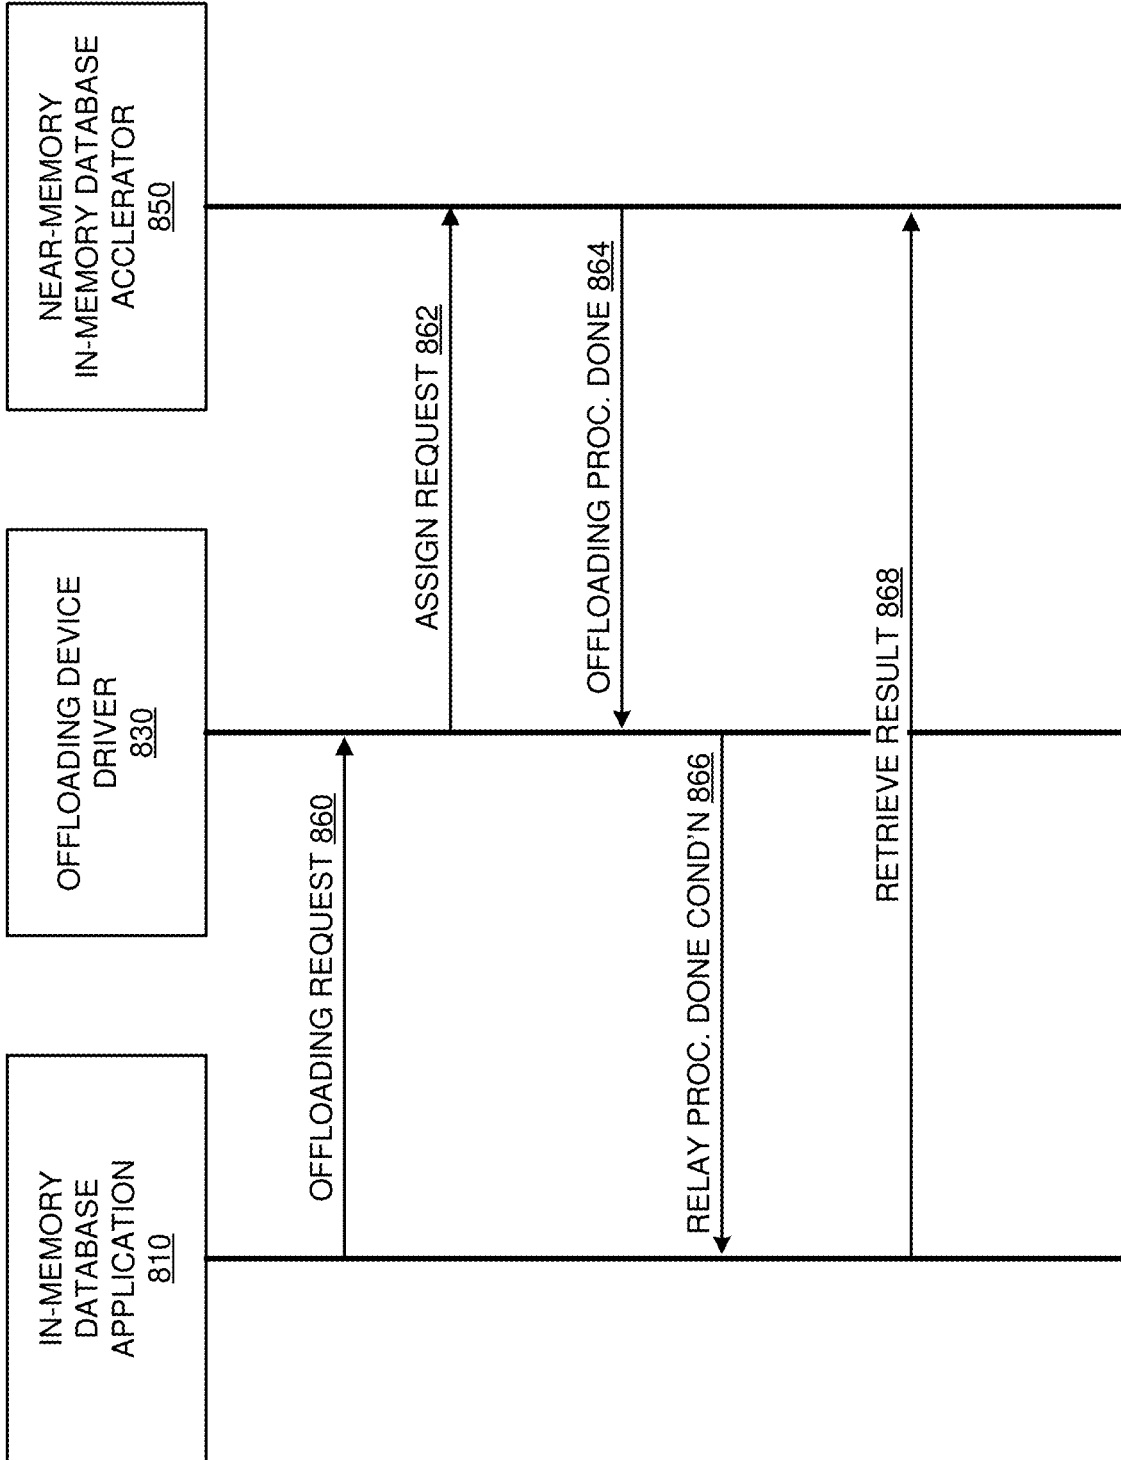 IN-MEMORY
DATABASE
APPLICATION
810
OFFLOADING DEVICE
DRIVER
830
NEAR-MEMORY
IN-MEMORY DATABASE
ACCLERATOR
850
OFFLOADING REQUEST 860
ASSIGN REQUEST 862
OFFLOADING PROC. DONE 864
RELAY PROC. DONE COND'N 866
RETRIEVE RESULT 868